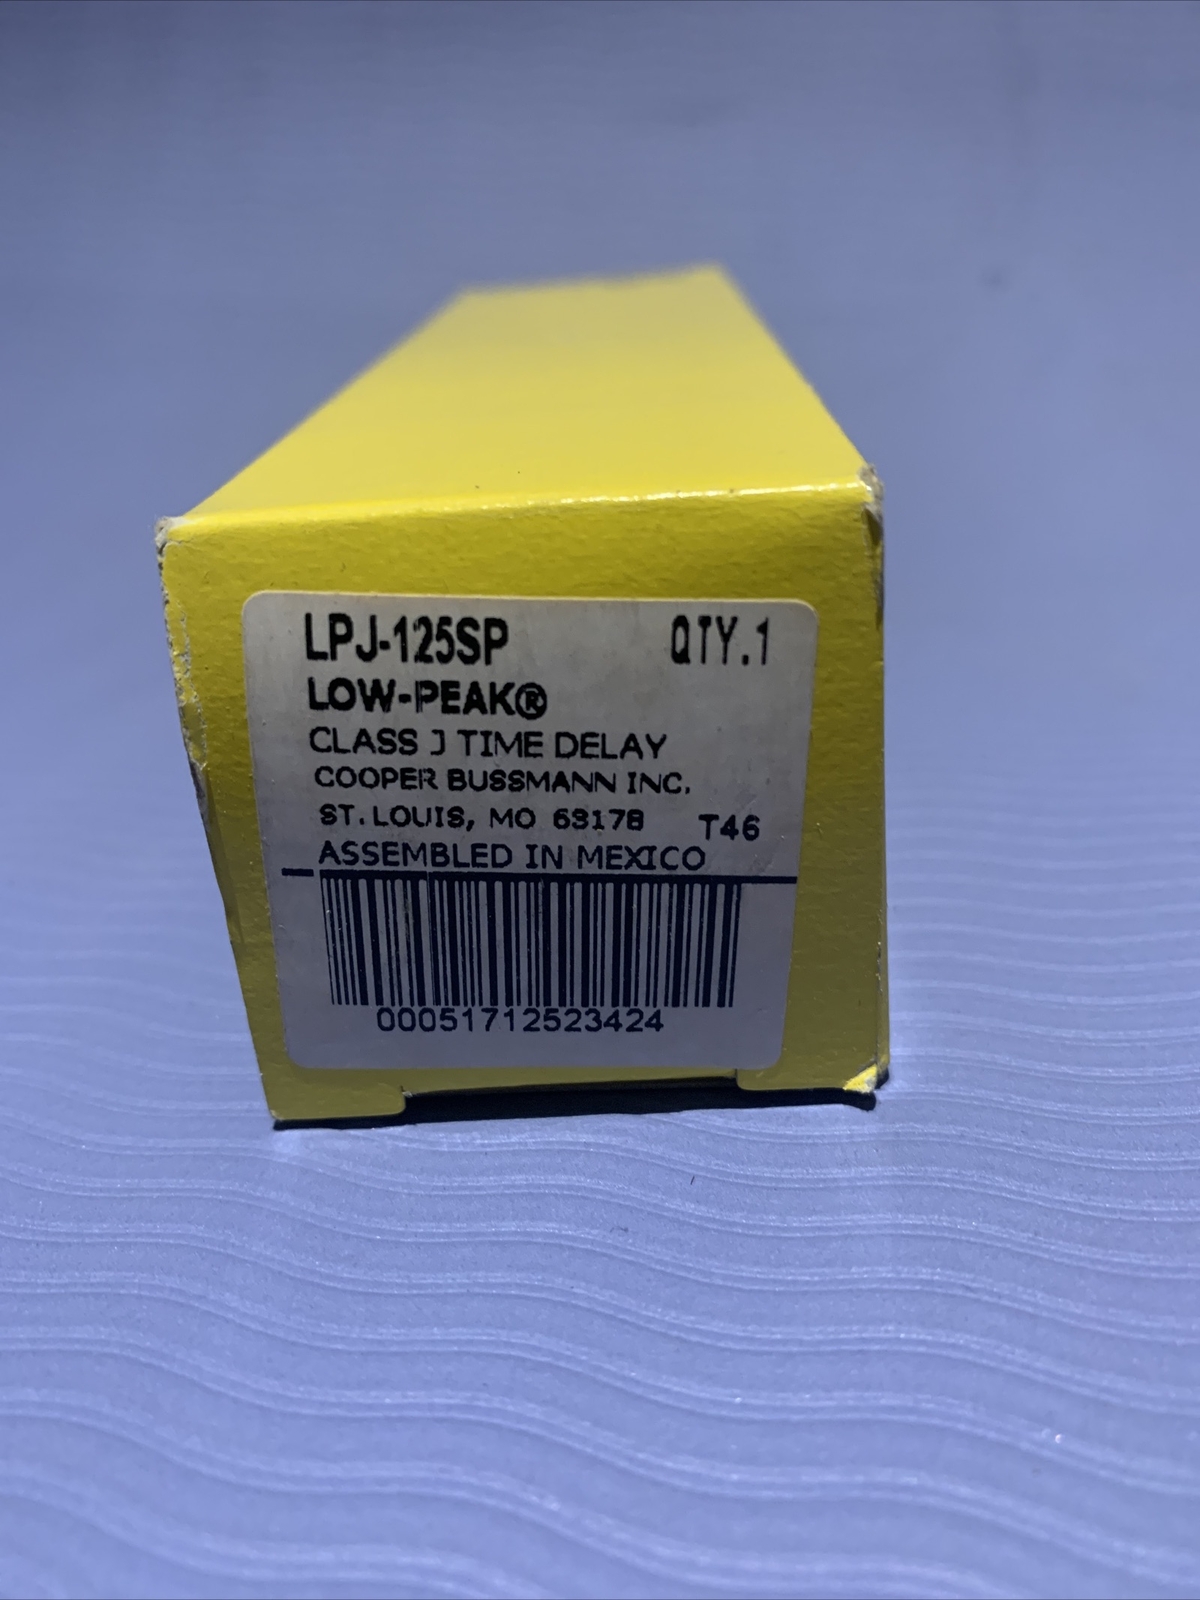 LPJ-125SP QTY.1
LOW-PEAK®
CLASS J TIME DELAY
COOPER BUSSMANN INC.
ST. LOUIS, MO 63178 T46
ASSEMBLED IN MEXICO
00051712523424